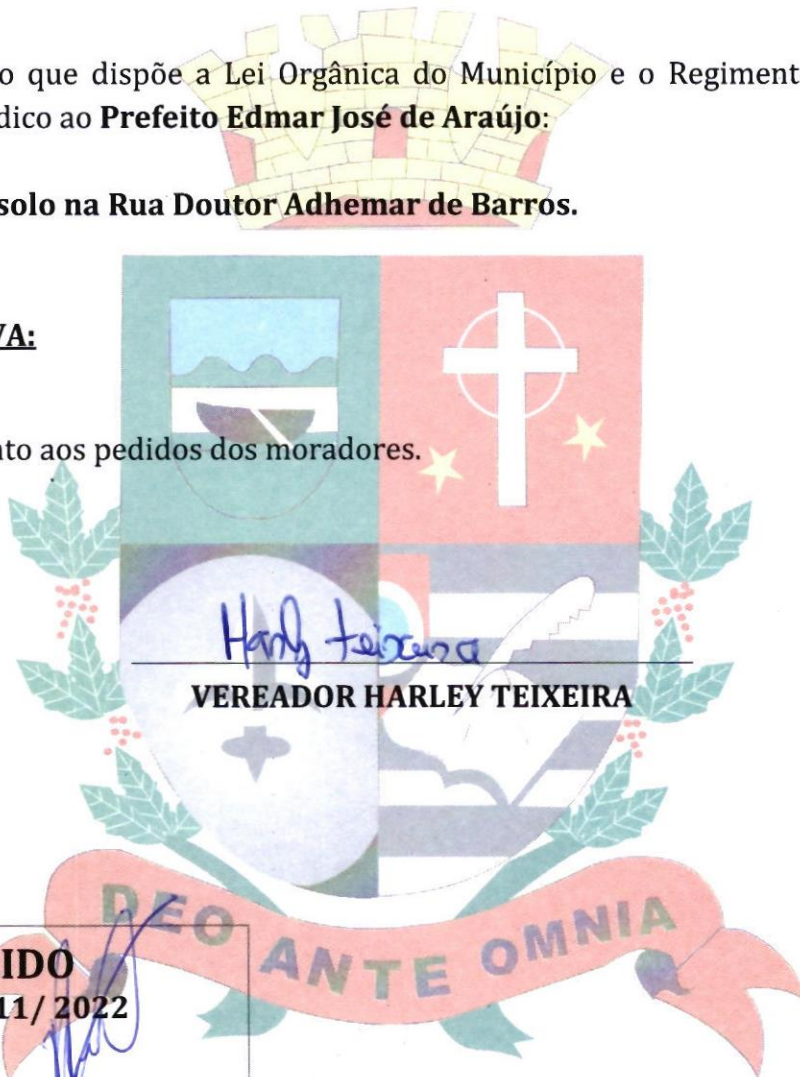 o que dispõe a Lei Orgânica do Município e o Regiment
dico ao Prefeito Edmar José de Araújo:
solo na Rua Doutor Adhemar de Barros.
VA:
nto aos pedidos dos moradores.
Harly Teixeira
VEREADOR HARLEY TEIXEIRA
DEO ANTE OMNIA
IDO
11/ 2022